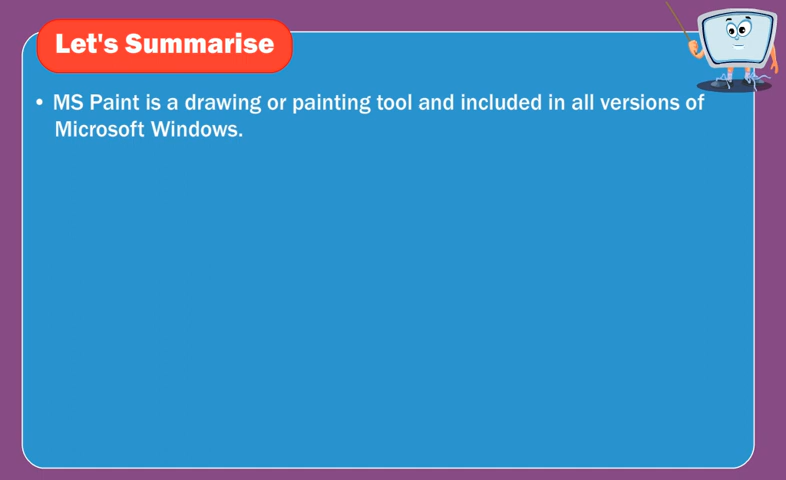 Let's Summarise
• MS Paint is a drawing or painting tool and included in all versions of
Microsoft Windows.